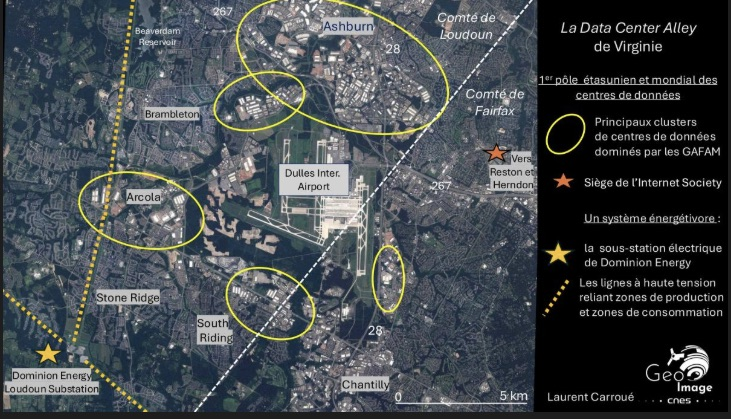 267
Beaverdam
Reservoir
Ashburn
Comté de
Loudoun
28
Brambleton
Comté de
Fairfax
Dulles Inter.
Airport
Vers
Reston et
Herndon
267
Arcola
Stone Ridge
South
Riding
28
Dominion Energy
Loudoun Substation
Chantilly
0
5 km
La Data Center Alley
de Virginie
1er pôle étasunien et mondial des
centres de données
Principaux clusters
de centres de données
dominés par les GAFAM
Siège de l'Internet Society
Un système énergétivore :
la sous-station électrique
de Dominion Energy
Les lignes à haute tension
reliant zones de production
et zones de consommation
Laurent Carroué
Geo
Image
cnes